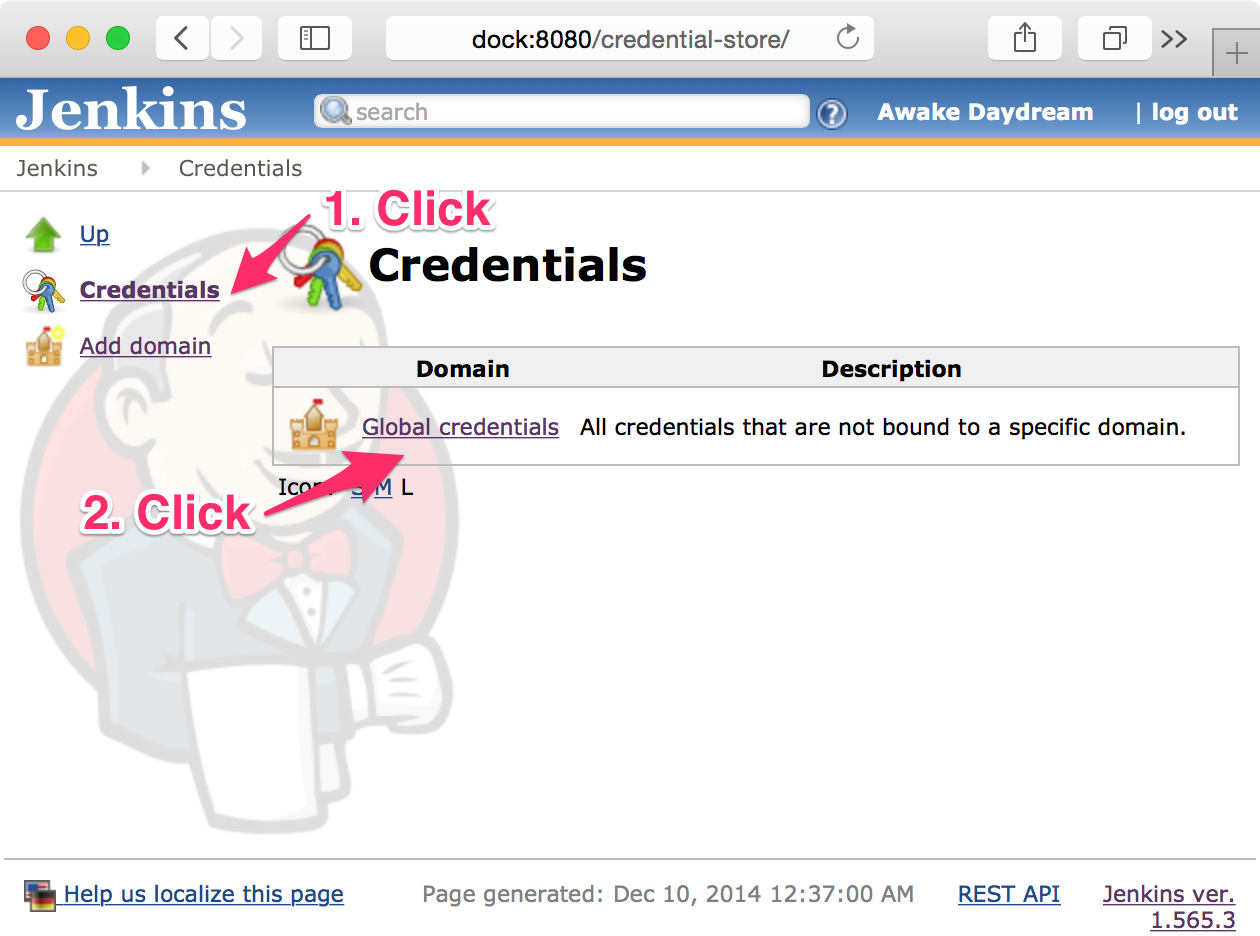 dock:8080/credential-store/
Jenkins
search
Awake Daydream
| log out
Jenkins
Credentials
1. Click
Up
Credentials
Credentials
Add domain
Domain Description
Global credentials All credentials that are not bound to a specific domain.
S M L
2. Click
Help us localize this page
Page generated: Dec 10, 2014 12:37:00 AM
REST API
Jenkins ver.
1.565.3